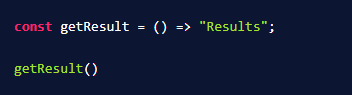 const getResult = () => "Results";
getResult()